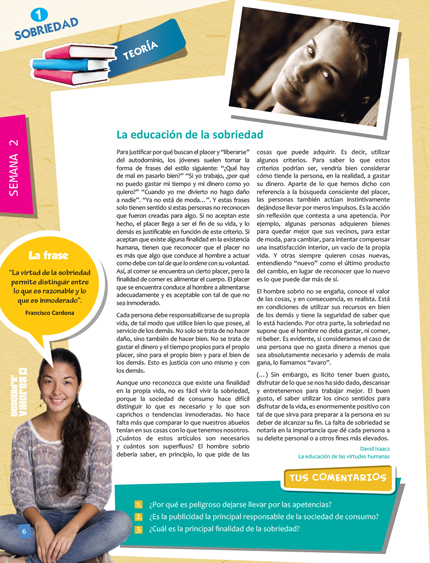 1
SOBRIEDAD
TEORÍA
SEMANA 2
La educación de la sobriedad
Para justificar por qué buscan el placer y "liberarse"
del autodominio, los jóvenes suelen tomar la
forma de frases del estilo siguiente: "¿Qué hay
de mal en pasarlo bien?" "Si yo trabajo, ¿por qué
no puedo gastar mi tiempo y mi dinero como yo
quiero?" "Cuando yo me divierto no hago daño
a nadie". "Ya no está de moda...". Y estas frases
sólo tienen sentido si estas personas no reconocen
que fueron creadas para algo. Si no aceptan este
hecho, el placer llega a ser el fin de su vida, y lo
demás es justificable en función de este criterio. Si
aceptan que existe alguna finalidad en la existencia
humana, tienen que reconocer que el placer no
es más que algo que conduce al hombre a actuar
como debe con tal de que lo ordene con su voluntad.
Así, al comer se encuentra un cierto placer, pero la
finalidad de comer es alimentar el cuerpo. El placer
que se encuentra conduce al hombre a alimentarse
adecuadamente y es aceptable con tal de que no
sea inmoderado.
Cada persona debe responsabilizarse de su propia
vida, de tal modo que utilice bien lo que posee, al
servicio de los demás. No solo se trata de no hacer
daño, sino también de hacer bien. No se trata de
gastar el dinero y el tiempo propios para el propio
placer, sino para el propio bien y para el bien de
los demás. Esto es justicia con uno mismo y con
los demás.
Aunque uno reconozca que existe una finalidad
en la propia vida, no es fácil vivir la sobriedad,
porque la sociedad de consumo hace difícil
distinguir lo que es necesario y lo que son
caprichos o tendencias inmoderadas. No hace
falta más que comparar lo que nuestros abuelos
tenían en sus casas con lo que tenemos nosotros.
¿Cuántos de estos artículos son necesarios
y cuántos son superfluos? El hombre sobrio
debería saber, en principio, lo que pide de las
cosas que puede adquirir. Es decir, utilizar
algunos criterios. Para saber lo que estos
criterios podrían ser, vendría bien considerar
cómo tiende la persona, en la realidad, a gastar
su dinero. Aparte de lo que hemos dicho con
referencia a la búsqueda consciente del placer,
las personas también actúan instintivamente
dejándose llevar por meros impulsos. Es la acción
sin reflexión que contesta a una apetencia. Por
ejemplo, algunas personas adquieren bienes
para quedar mejor que sus vecinos, para estar
de moda, para cambiar, para intentar compensar
una insatisfacción interior, un vacío de la propia
vida. Y otras siempre quieren cosas nuevas,
entendiendo "nuevo" como el último producto
del cambio, en lugar de reconocer que lo nuevo
es lo que puede dar más de sí.
El hombre sobrio no se engaña, conoce el valor
de las cosas, y en consecuencia, es realista. Está
en condiciones de utilizar sus recursos en bien
de los demás y tiene la seguridad de saber que
lo está haciendo. Por otra parte, la sobriedad no
supone que el hombre no deba gastar, ni comer,
ni beber. Es evidente, si consideramos el caso de
una persona que no gasta dinero a menos que
sea absolutamente necesario y además de mala
gana, lo llamamos "avaro".
(...) Sin embargo, es lícito tener buen gusto,
disfrutar de lo que se nos ha sido dado, descansar
y entretenernos para trabajar mejor. El buen
gusto, el saber utilizar los cinco sentidos para
disfrutar de la vida, es enormemente positivo con
tal de que sirva para preparar a la persona en su
deber de alcanzar su fin. La falta de sobriedad se
notaría en la importancia que dé cada persona a
su deleite personal o a otros fines más elevados.
David Isaacs
La educación de las virtudes humanas
La frase
"La virtud de la sobriedad
permite distinguir entre
lo que es razonable y lo
que es inmoderado".
Francisco Cardona
valores
TUS COMENTARIOS
1. ¿Por qué es peligroso dejarse llevar por las apetencias?
2. ¿Es la publicidad la principal responsable de la sociedad de consumo?
3. ¿Cuál es la principal finalidad de la sobriedad?
6